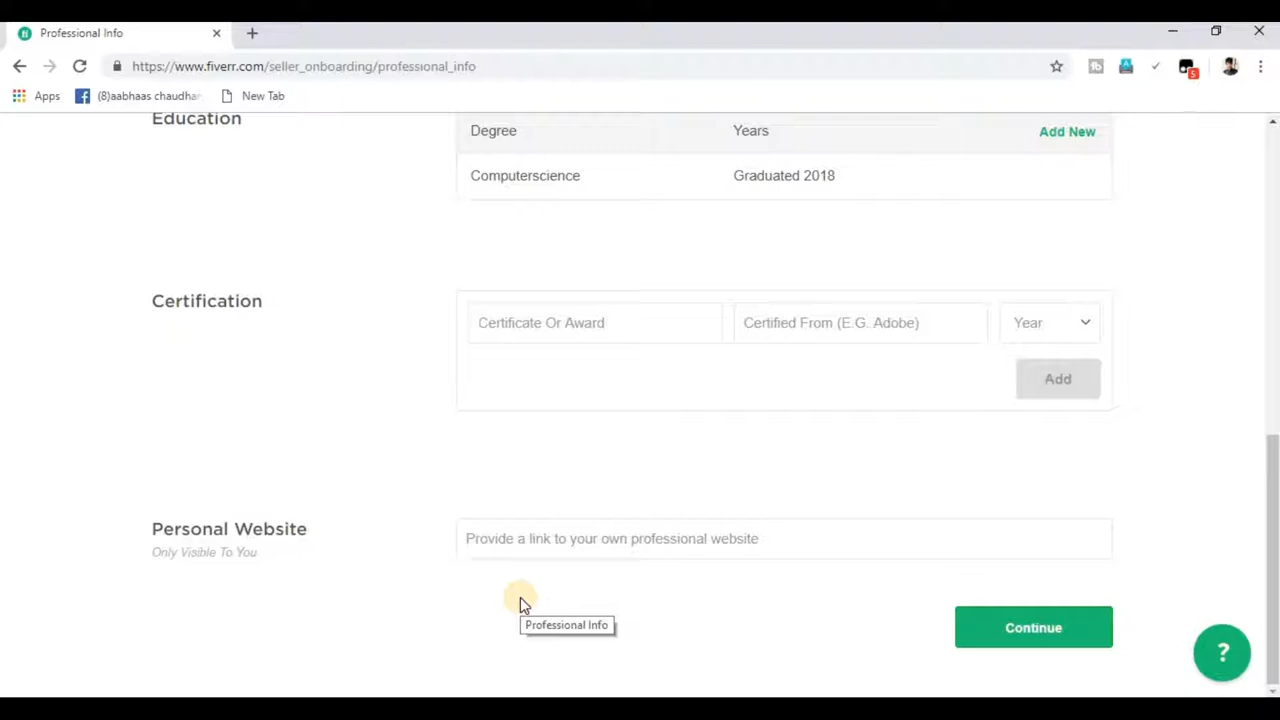 Professional Info
https://www.fiverr.com/seller_onboarding/professional_info
5
Apps
(8)aabhaas chaudhar
New Tab
Education
Degree
Years
Add New
Computerscience
Graduated 2018
Certification
Certificate Or Award
Certified From (E.G. Adobe)
Year
Add
Personal Website
Only Visible To You
Provide a link to your own professional website
Professional Info
Continue
?